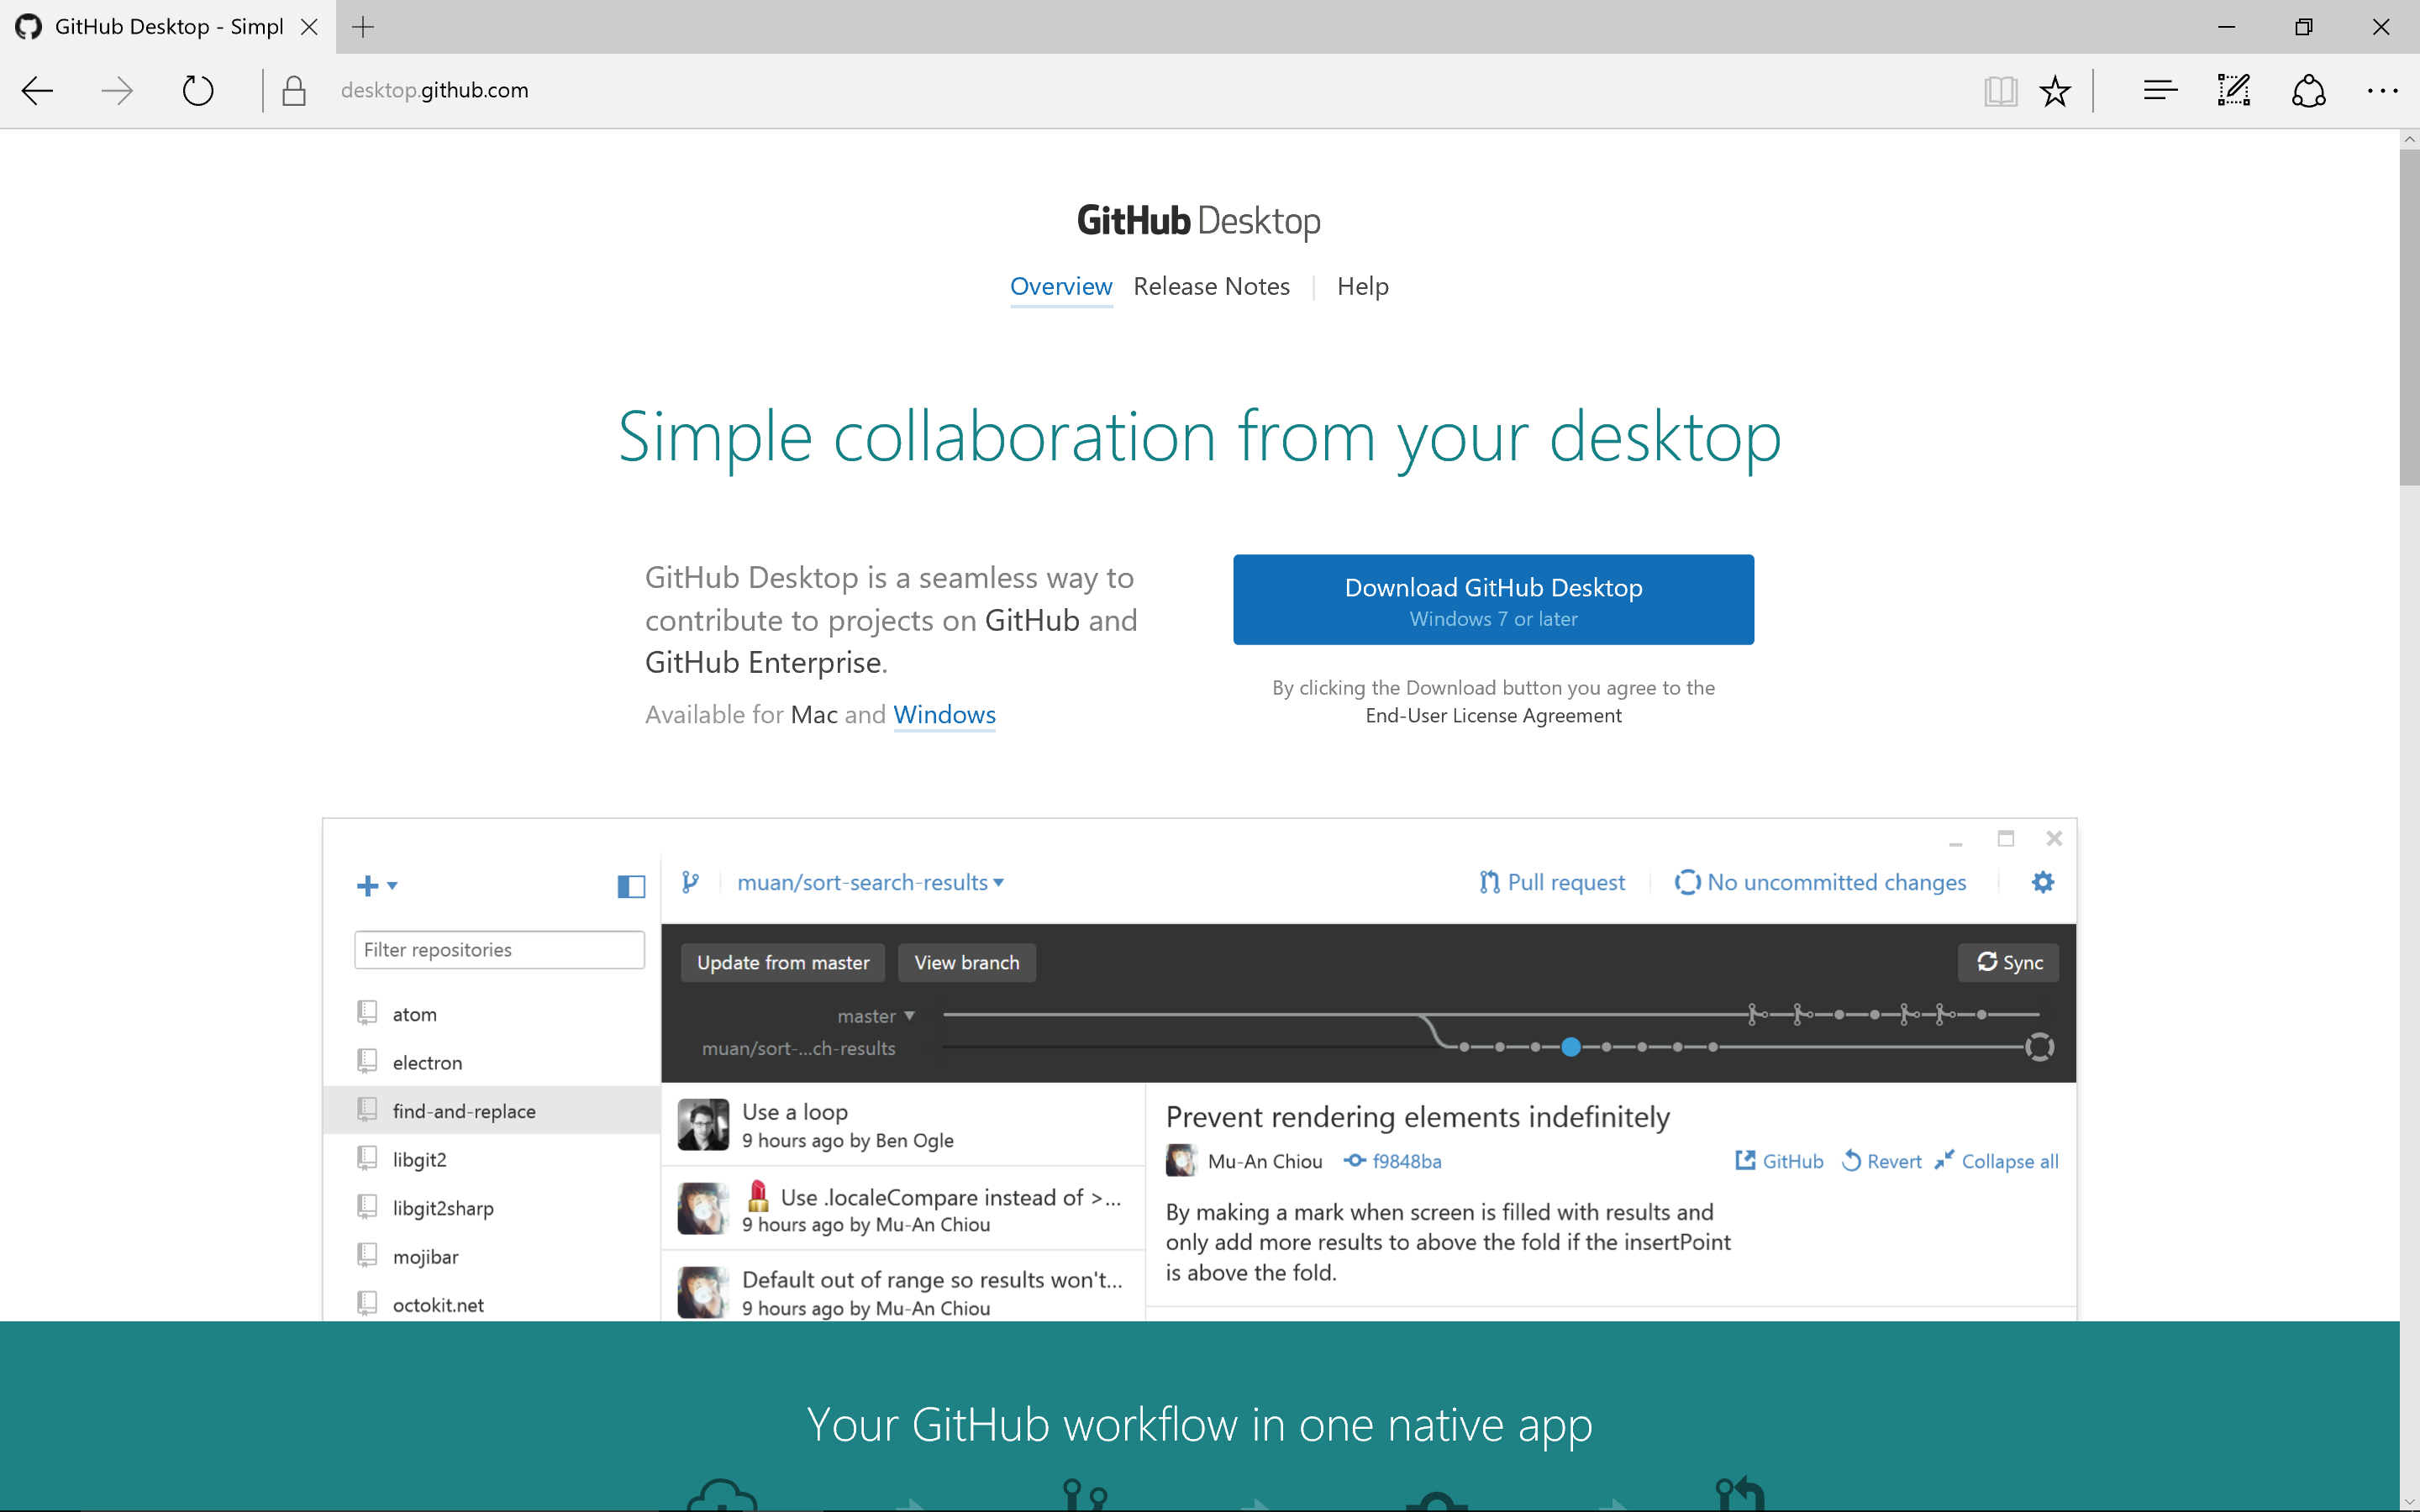 GitHub Desktop - Simpl
desktop.github.com
GitHub Desktop
Overview Release Notes Help
Simple collaboration from your desktop
GitHub Desktop is a seamless way to
contribute to projects on GitHub and
GitHub Enterprise.
Available for Mac and Windows
Download GitHub Desktop
Windows 7 or later
By clicking the Download button you agree to the
End-User License Agreement
muan/sort-search-results
Pull request
No uncommitted changes
Filter repositories
atom
electron
find-and-replace
libgit2
libgit2sharp
mojibar
octokit.net
Update from master
View branch
Sync
master
muan/sort-...ch-results
Use a loop
9 hours ago by Ben Ogle
💄 Use .localeCompare instead of >...
9 hours ago by Mu-An Chiou
Default out of range so results won't...
9 hours ago by Mu-An Chiou
Prevent rendering elements indefinitely
Mu-An Chiou f9848ba
GitHub Revert Collapse all
By making a mark when screen is filled with results and
only add more results to above the fold if the insertPoint
is above the fold.
Your GitHub workflow in one native app